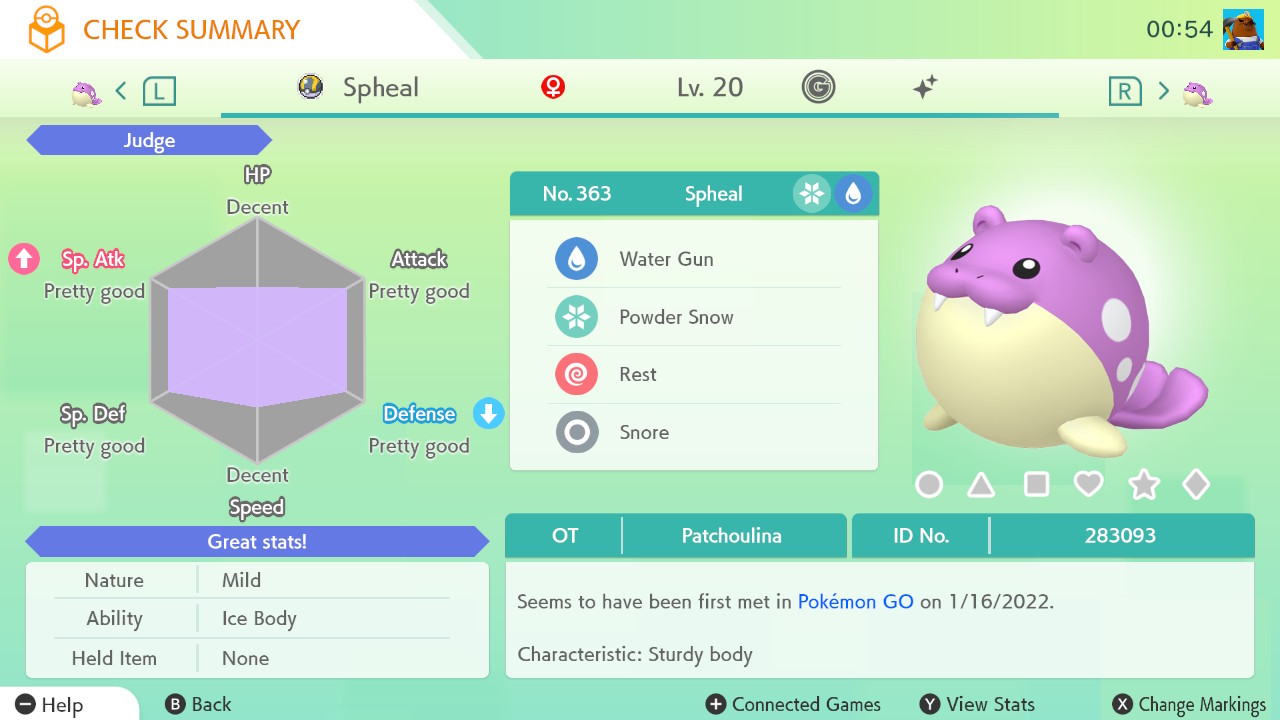 CHECK SUMMARY
00:54
L
Spheal
Lv. 20
G
R
Judge
HP
Decent
Sp. Atk
Pretty good
Attack
Pretty good
Sp. Def
Pretty good
Defense
Pretty good
Decent
Speed
Great stats!
Nature Mild
Ability Ice Body
Held Item None
No. 363 Spheal
Water Gun
Powder Snow
Rest
Snore
OT Patchoulina
ID No. 283093
Seems to have been first met in Pokémon GO on 1/16/2022.
Characteristic: Sturdy body
Help
B Back
Connected Games
Y View Stats
X Change Markings